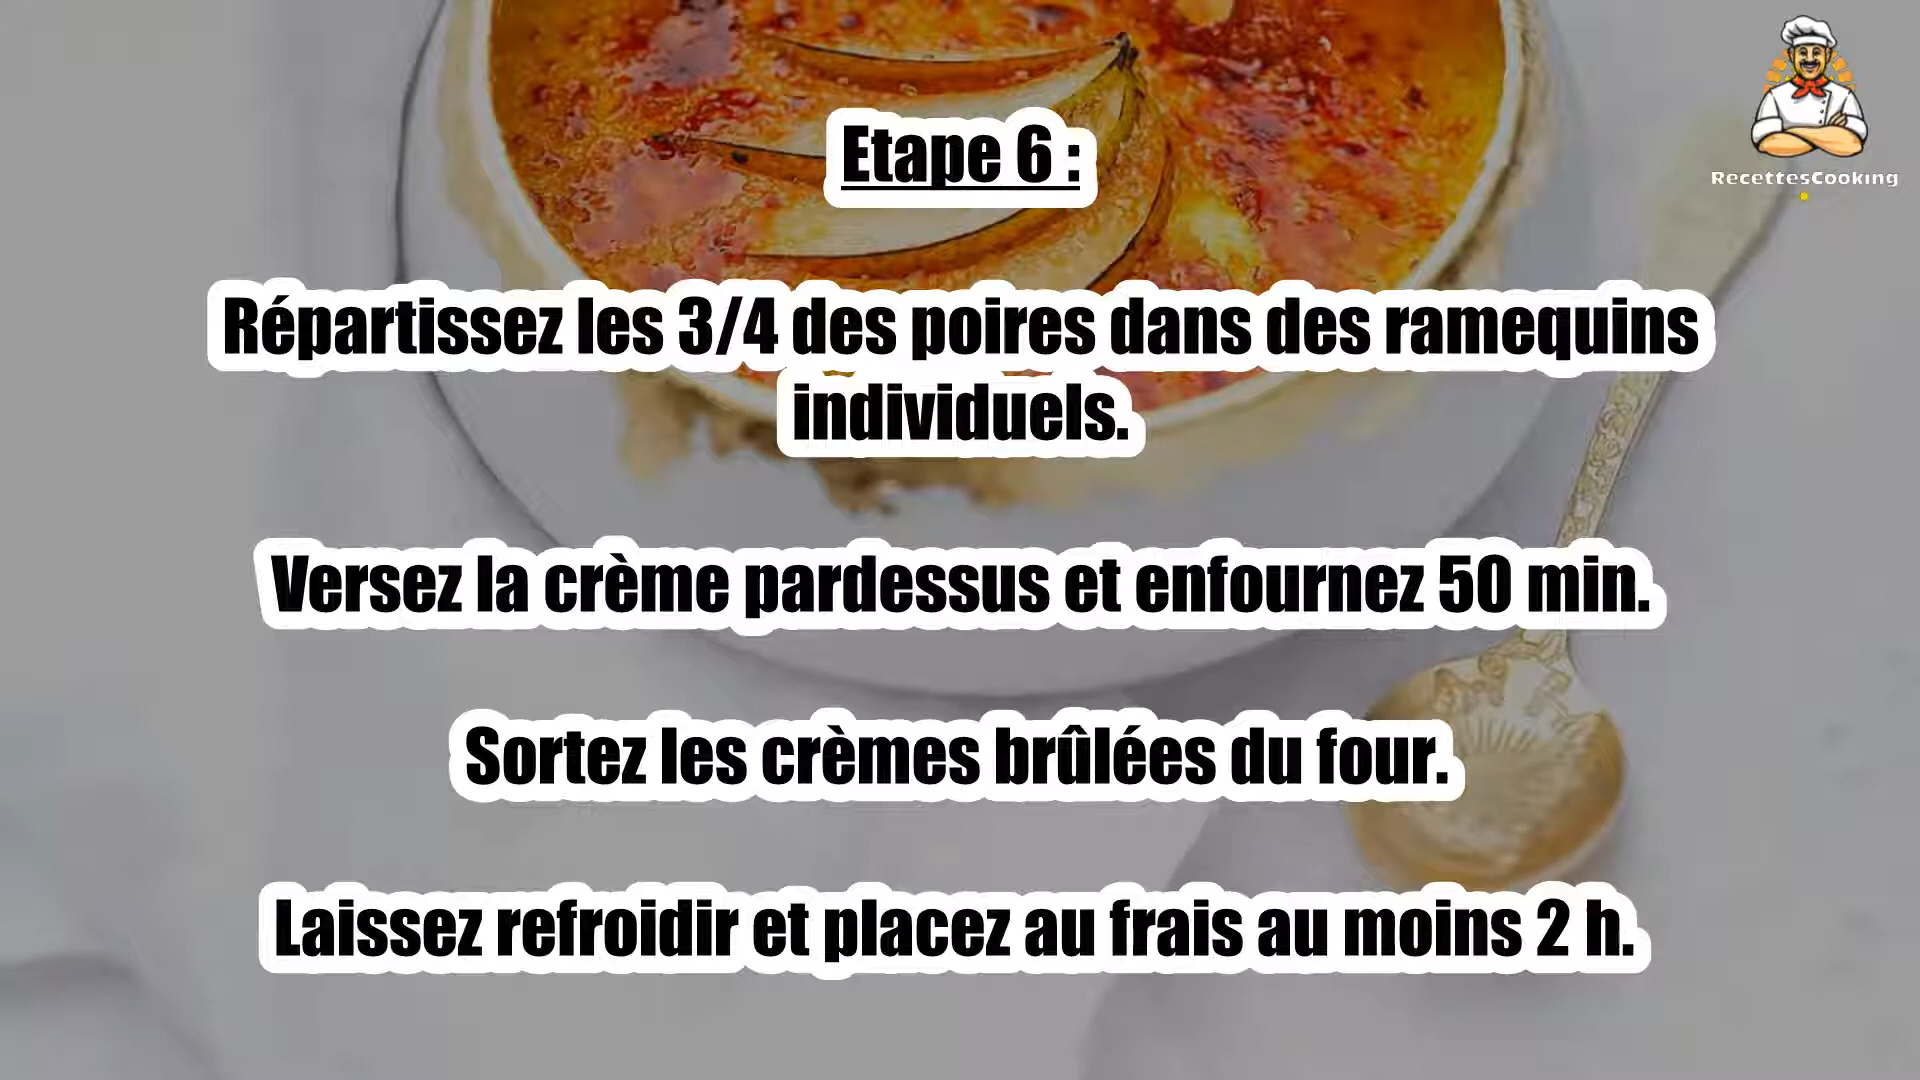 RecettesCooking
Etape 6 :
Répartissez les 3/4 des poires dans des ramequins
individuels.
Versez la crème pardessus et enfournez 50 min.
Sortez les crèmes brûlées du four.
Laissez refroidir et placez au frais au moins 2 h.